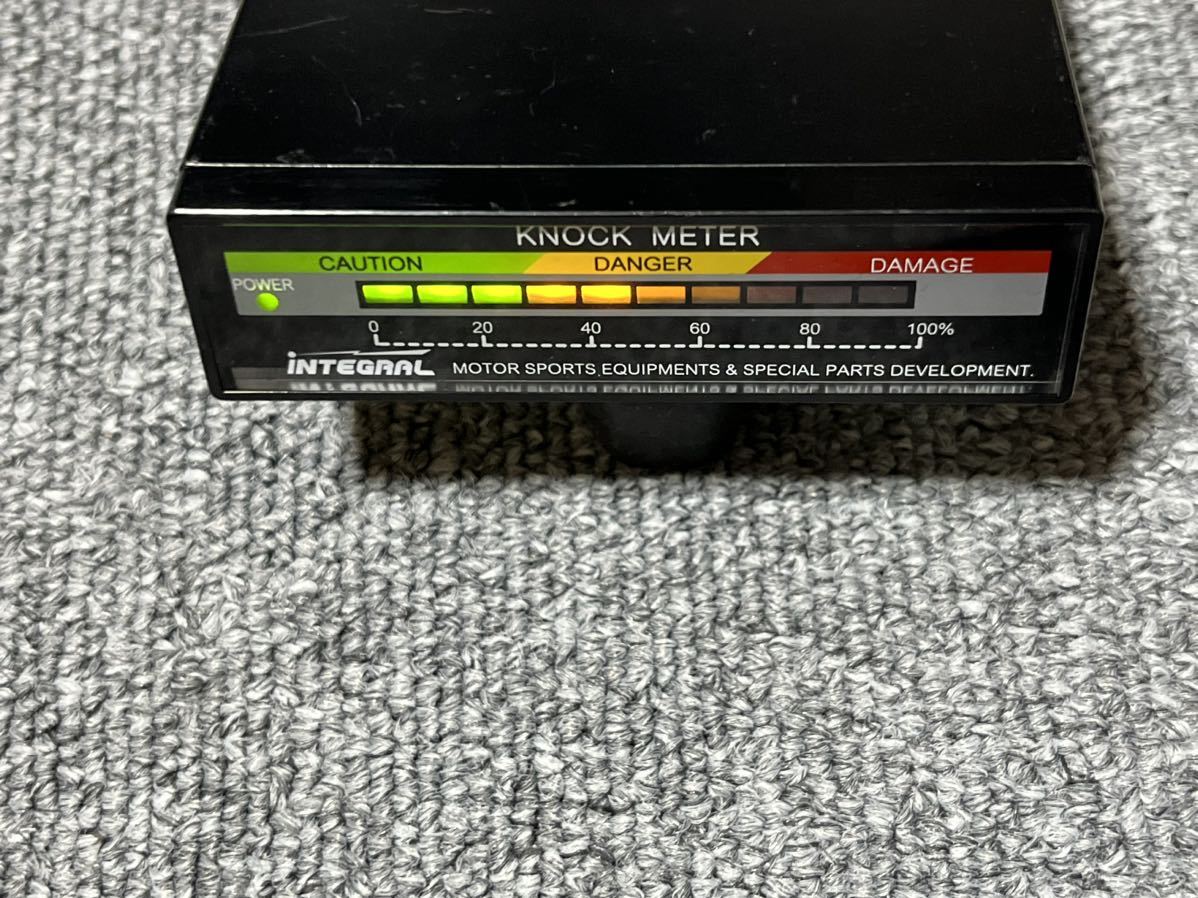 KNOCK METER
CAUTION DANGER DAMAGE
POWER
0 20 40 60 80 100%
INTEGRAL MOTOR SPORTS EQUIPMENTS & SPECIAL PARTS DEVELOPMENT.